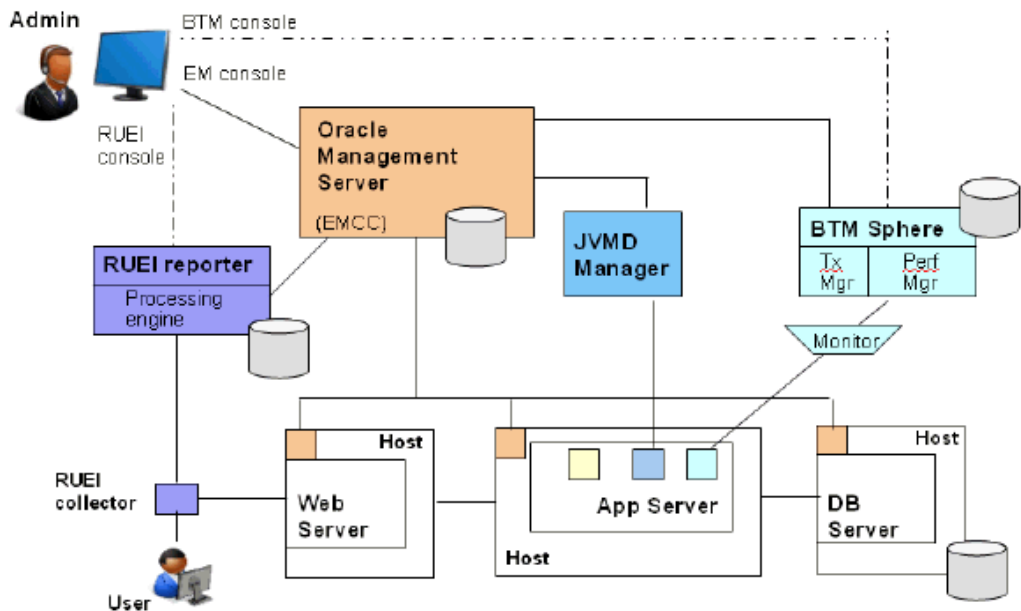 Admin
BTM console
EM console
RUEI
console
Oracle
Management
Server
(EMCC)
JVMD
Manager
BTM Sphere
Tx
Mgr
Perf
Mgr
RUEI reporter
Processing
engine
Monitor
Host
Web
Server
App Server
Host
Host
DB
Server
RUEI
collector
User